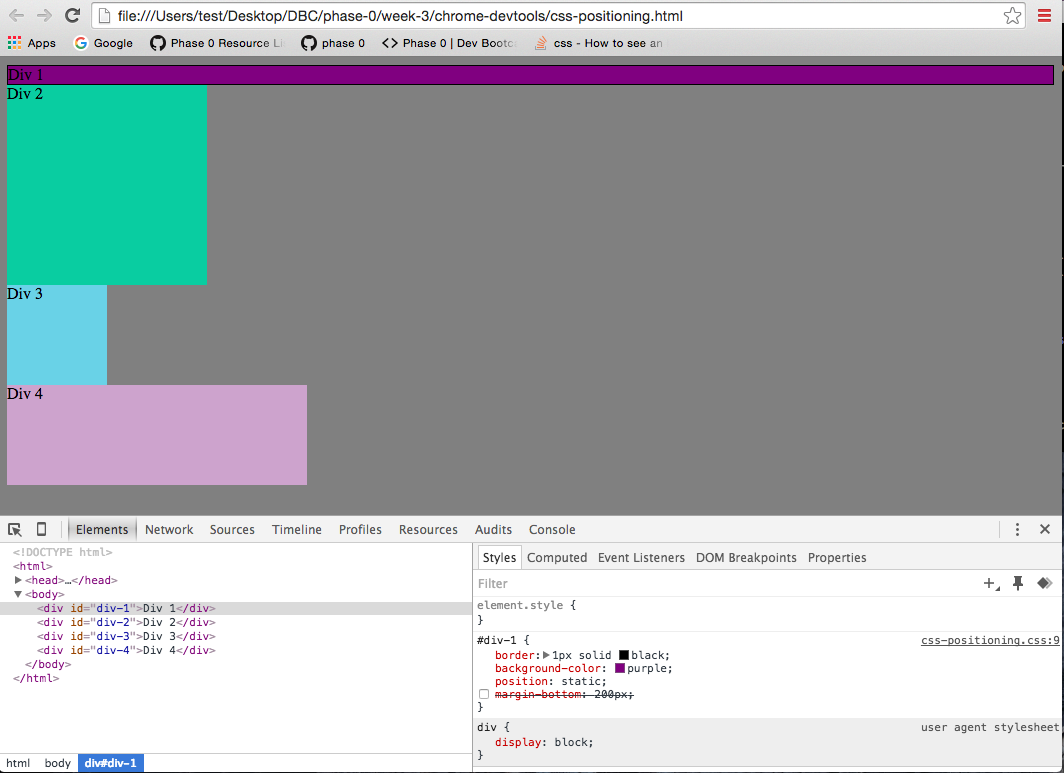 file:///Users/test/Desktop/DBC/phase-0/week-3/chrome-devtools/css-positioning.html
Apps Google Phase 0 Resource Li phase 0 Phase 0 | Dev Bootc css - How to see an
Div 1
Div 2
Div 3
Div 4
Elements Network Sources Timeline Profiles Resources Audits Console
<!DOCTYPE html>
<html>
<head>…</head>
<body>
<div id="div-1">Div 1</div>
<div id="div-2">Div 2</div>
<div id="div-3">Div 3</div>
<div id="div-4">Div 4</div>
</body>
</html>
html body div#div-1
Styles Computed Event Listeners DOM Breakpoints Properties
Filter
element.style {
}
#div-1 { css-positioning.css:9
border: 1px solid black;
background-color: purple;
position: static;
margin-bottom: 200px;
}
div { user agent stylesheet
display: block;
}